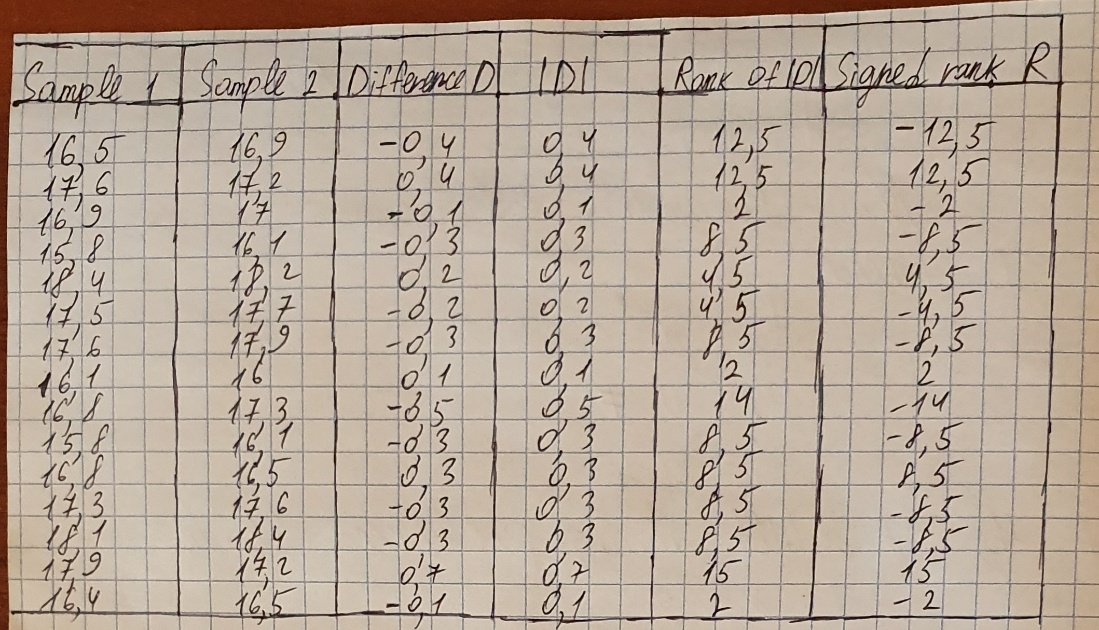 Sample 1 Sample 2 Difference D |D| Rank of |D| Signed rank R
16,5 16,9 -0,4 0,4 12,5 -12,5
17,6 17,2 0,4 0,4 12,5 12,5
16,9 17 -0,1 0,1 2 -2
15,8 16,1 -0,3 0,3 8,5 -8,5
18,4 18,2 0,2 0,2 4,5 4,5
17,5 17,7 -0,2 0,2 4,5 -4,5
17,6 17,9 -0,3 0,3 8,5 -8,5
16,1 16 0,1 0,1 2 2
16,8 17,3 -0,5 0,5 14 -14
15,8 16,1 -0,3 0,3 8,5 -8,5
16,8 16,5 0,3 0,3 8,5 8,5
17,3 17,6 -0,3 0,3 8,5 -8,5
18,1 18,4 -0,3 0,3 8,5 -8,5
17,9 17,2 0,7 0,7 15 15
16,4 16,5 -0,1 0,1 2 -2